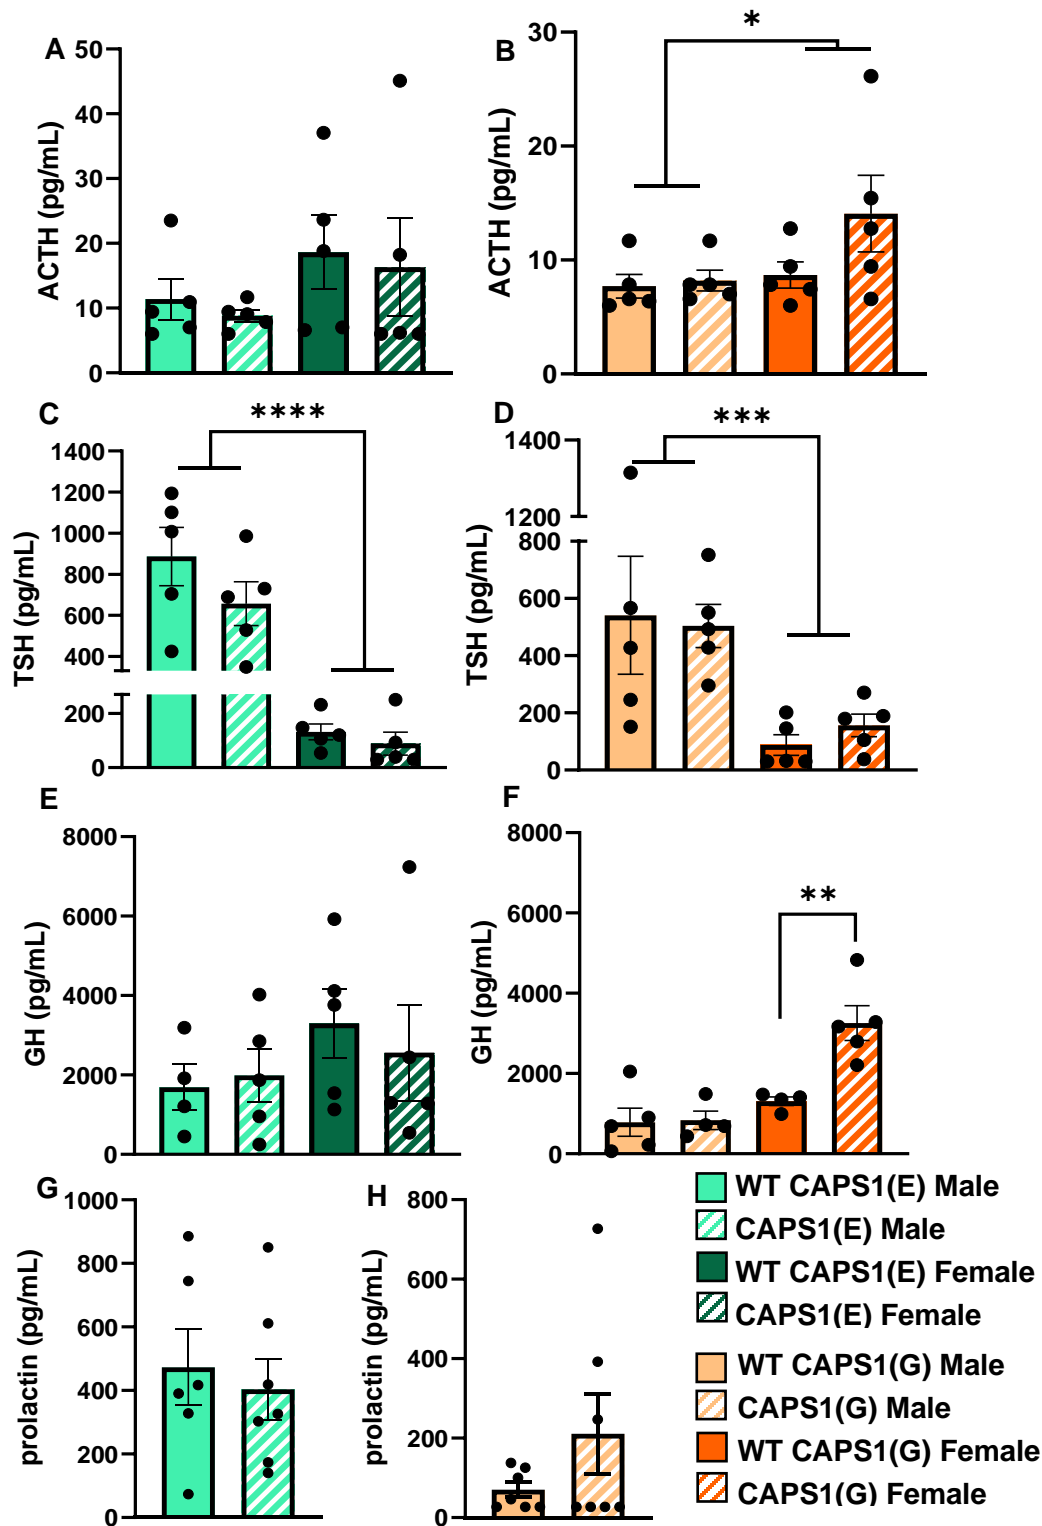 A
ACTH (pg/mL)
50
40
30
20
10
0
B
ACTH (pg/mL)
30
20
10
0
*
C
TSH (pg/mL)
1400
1200
1000
800
600
400
200
0
****
D
TSH (pg/mL)
1400
1200
800
600
400
200
0
***
E
GH (pg/mL)
8000
6000
4000
2000
0
F
GH (pg/mL)
8000
6000
4000
2000
0
**
G
prolactin (pg/mL)
1000
800
600
400
200
0
H
prolactin (pg/mL)
800
600
400
200
0
WT CAPS1(E) Male
CAPS1(E) Male
WT CAPS1(E) Female
CAPS1(E) Female
WT CAPS1(G) Male
CAPS1(G) Male
WT CAPS1(G) Female
CAPS1(G) Female